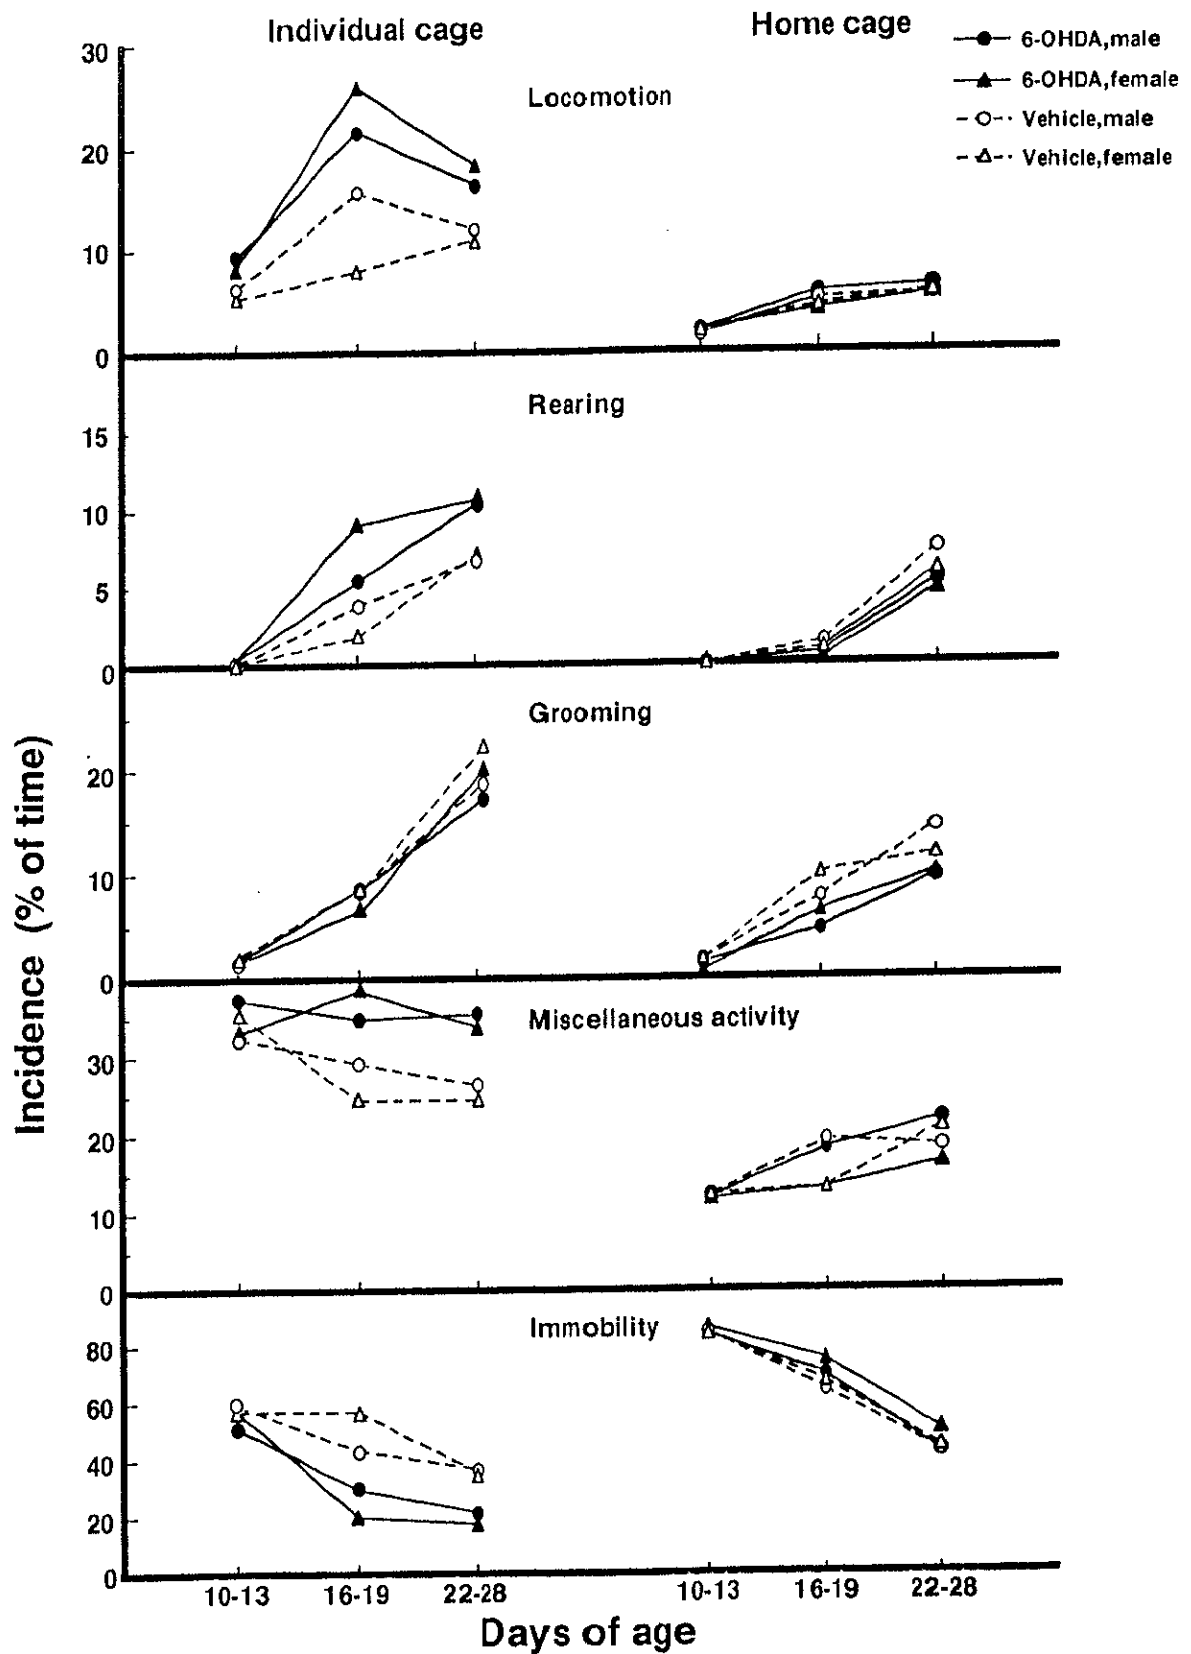 Individual cage
Home cage
6-OHDA,male
6-OHDA,female
Vehicle,male
Vehicle,female
Locomotion
30
20
10
0
Rearing
15
10
5
0
Grooming
20
10
0
Miscellaneous activity
30
20
10
0
Immobility
80
60
40
20
0
10-13 16-19 22-28 10-13 16-19 22-28
Days of age
Incidence (% of time)